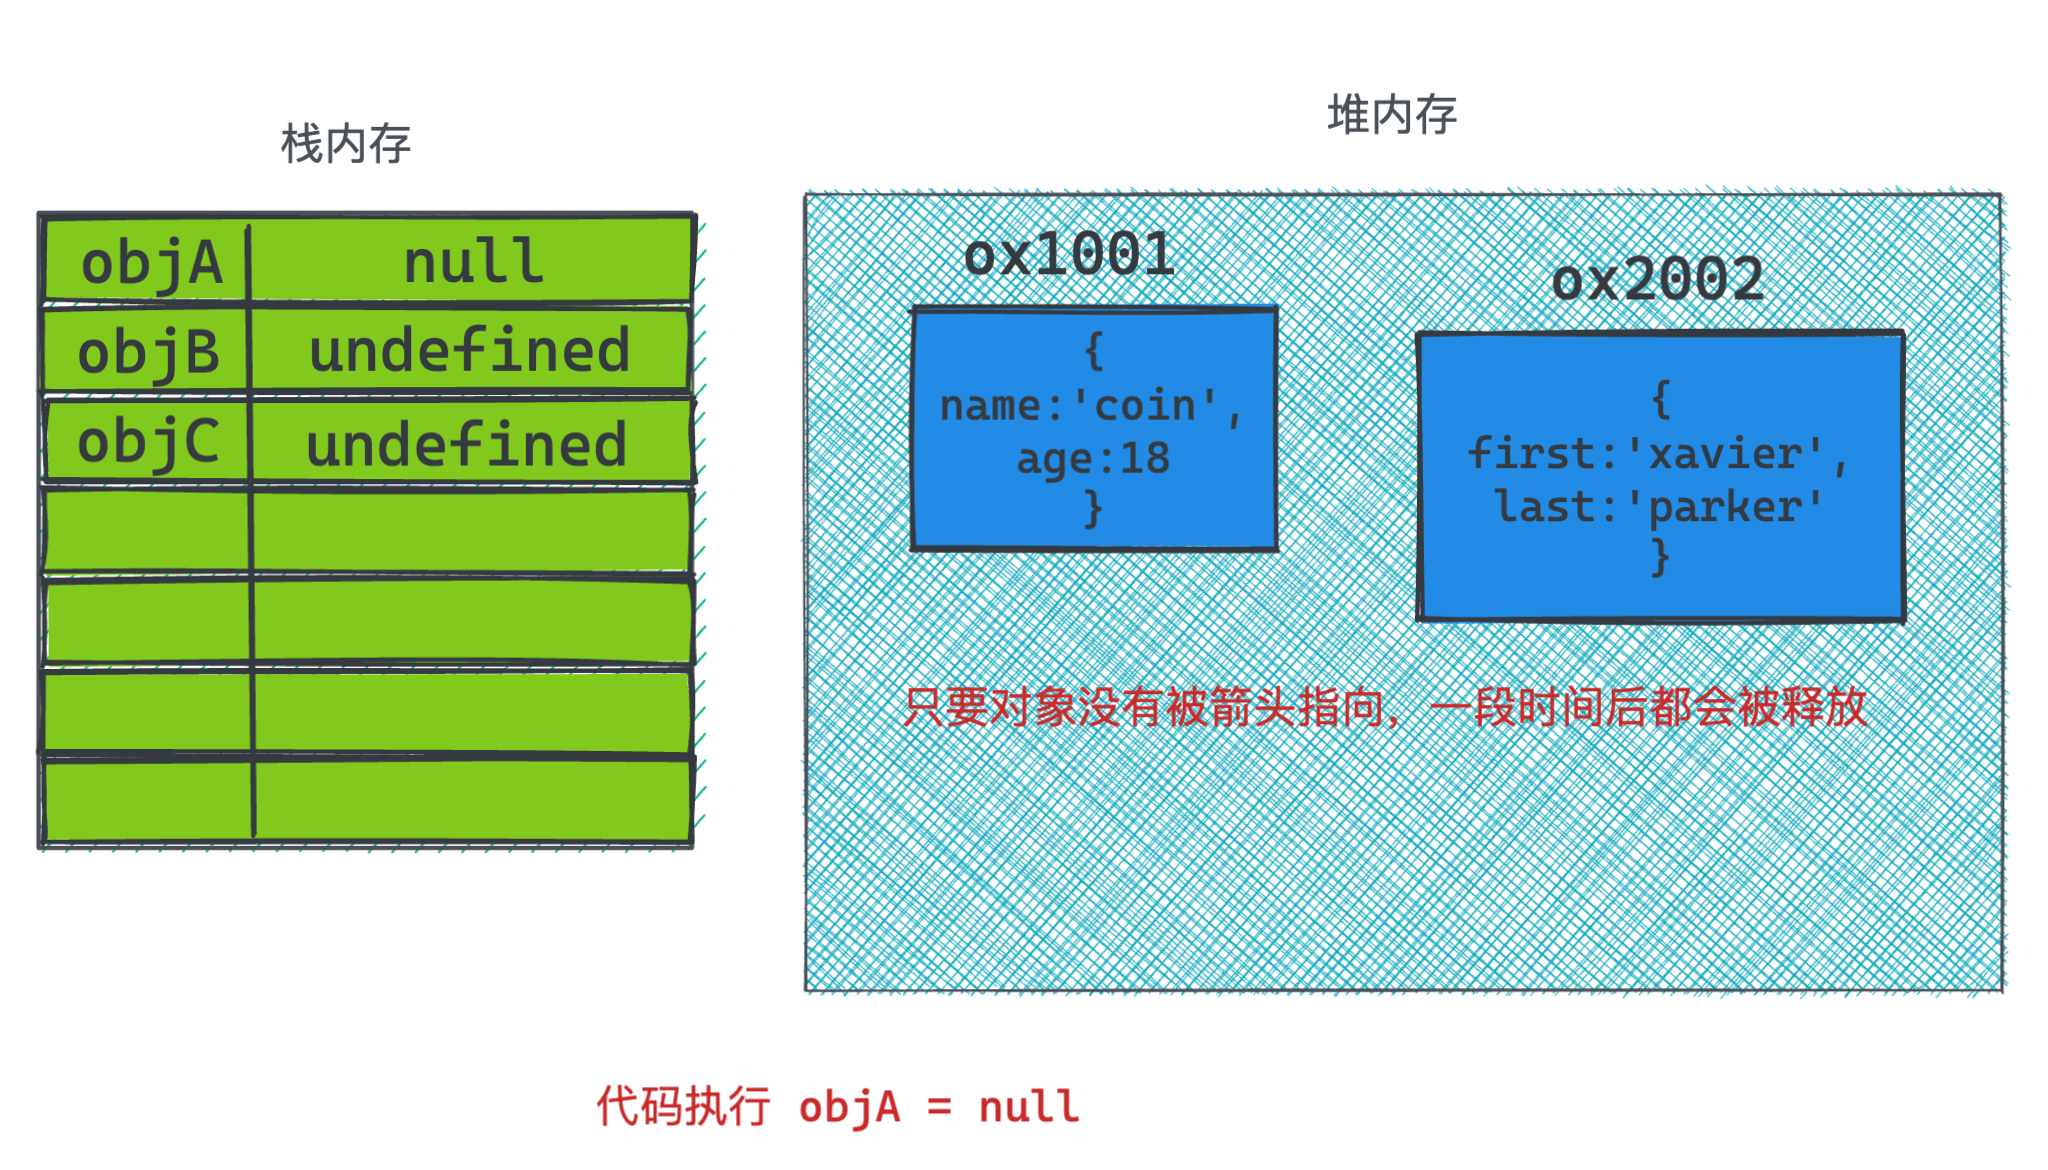 栈内存
objA null
objB undefined
objC undefined
堆内存
ox1001
{
name:'coin',
age:18
}
ox2002
{
first:'xavier',
last:'parker'
}
只要对象没有被箭头指向，一段时间后都会被释放
代码执行 objA = null